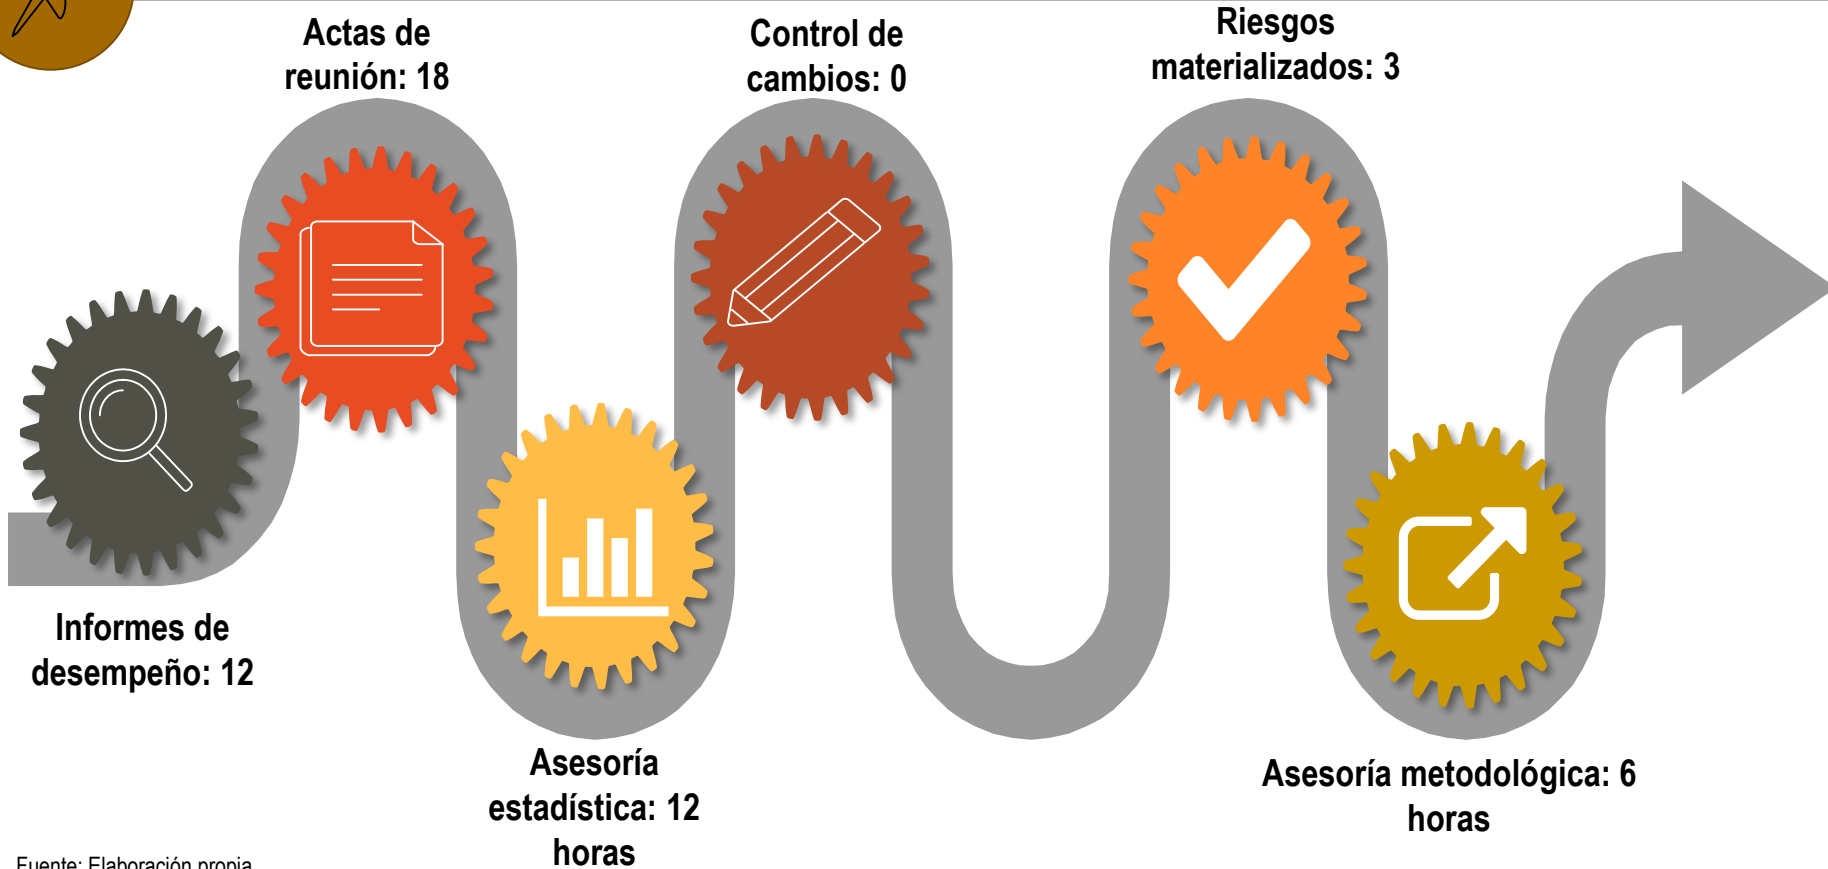 Actas de
reunión: 18
Control de
cambios: 0
Riesgos
materializados: 3
Informes de
desempeño: 12
Asesoría
estadística: 12
horas
Asesoría metodológica: 6
horas
Fuente: Elaboración propia